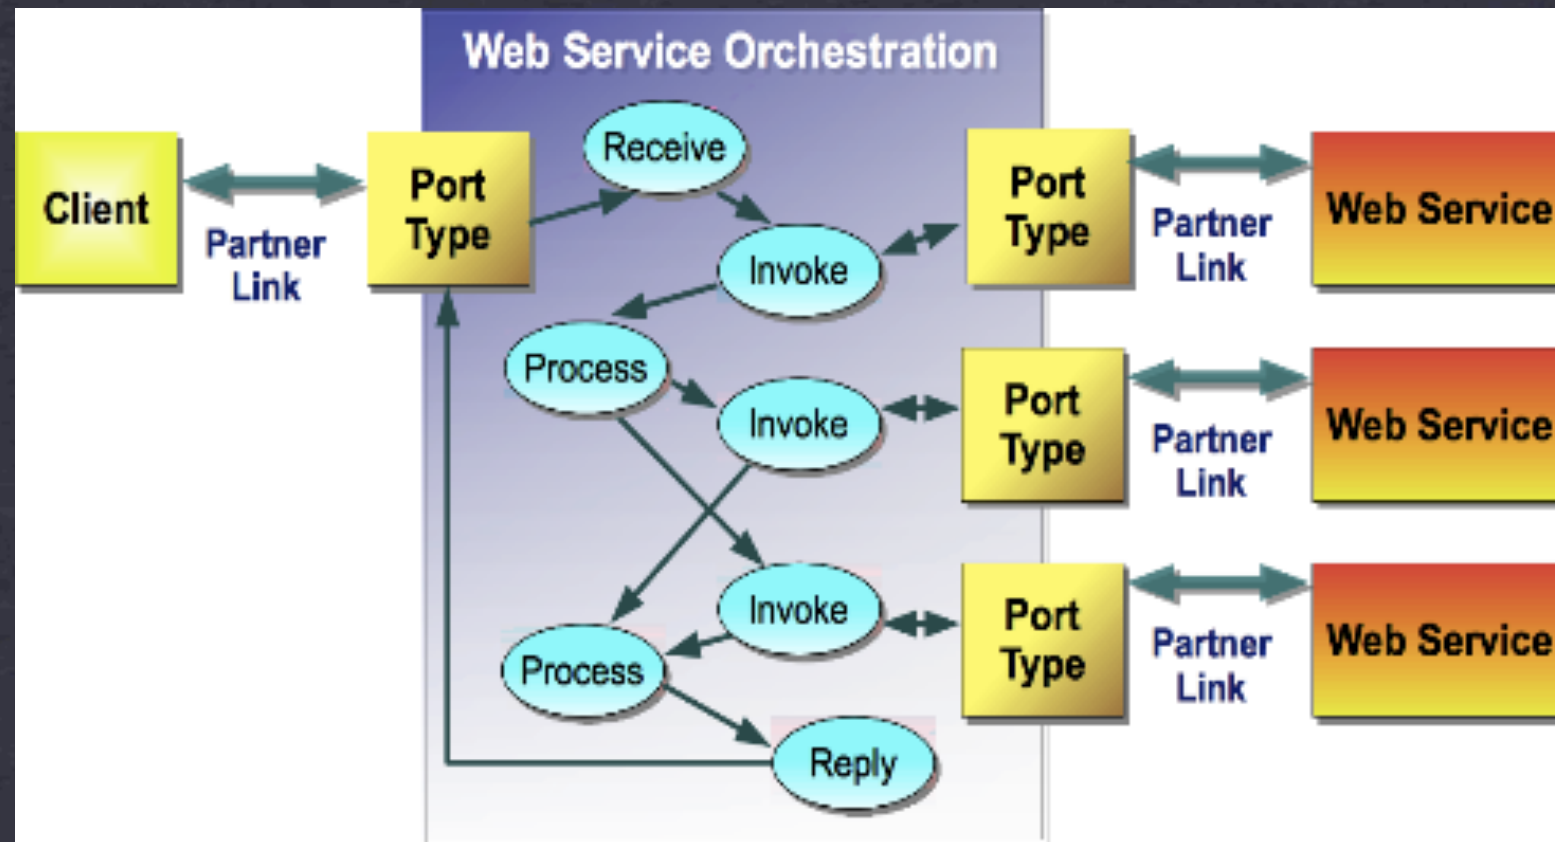 Web Service Orchestration
Client
Partner
Link
Port
Type
Receive
Invoke
Port
Type
Partner
Link
Web Service
Process
Invoke
Port
Type
Partner
Link
Web Service
Invoke
Port
Type
Partner
Link
Web Service
Process
Reply